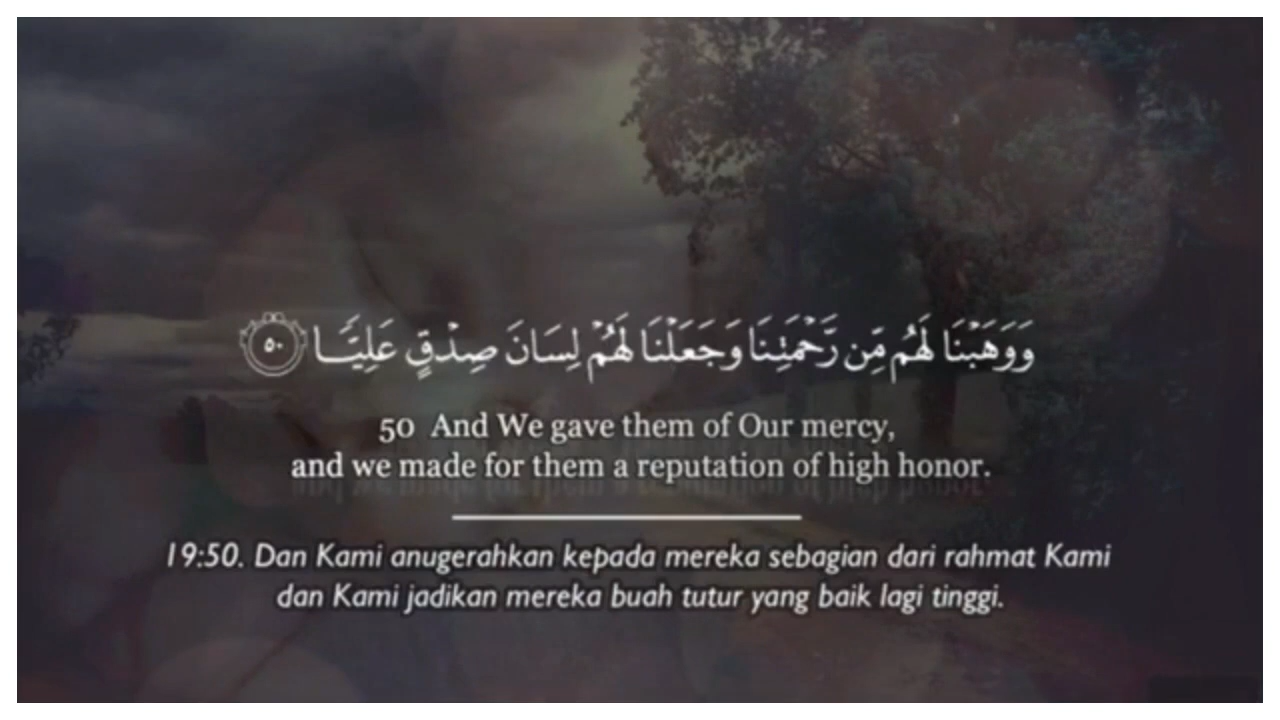 وَوَهَبْنَا لَهُم مِّن رَّحْمَتِنَا وَجَعَلْنَا لَهُمْ لِسَانَ صِدْقٍ عَلِيًّا ٥٠
50 And We gave them of Our mercy,
and we made for them a reputation of high honor.
19:50. Dan Kami anugerahkan kepada mereka sebagian dari rahmat Kami
dan Kami jadikan mereka buah tutur yang baik lagi tinggi.